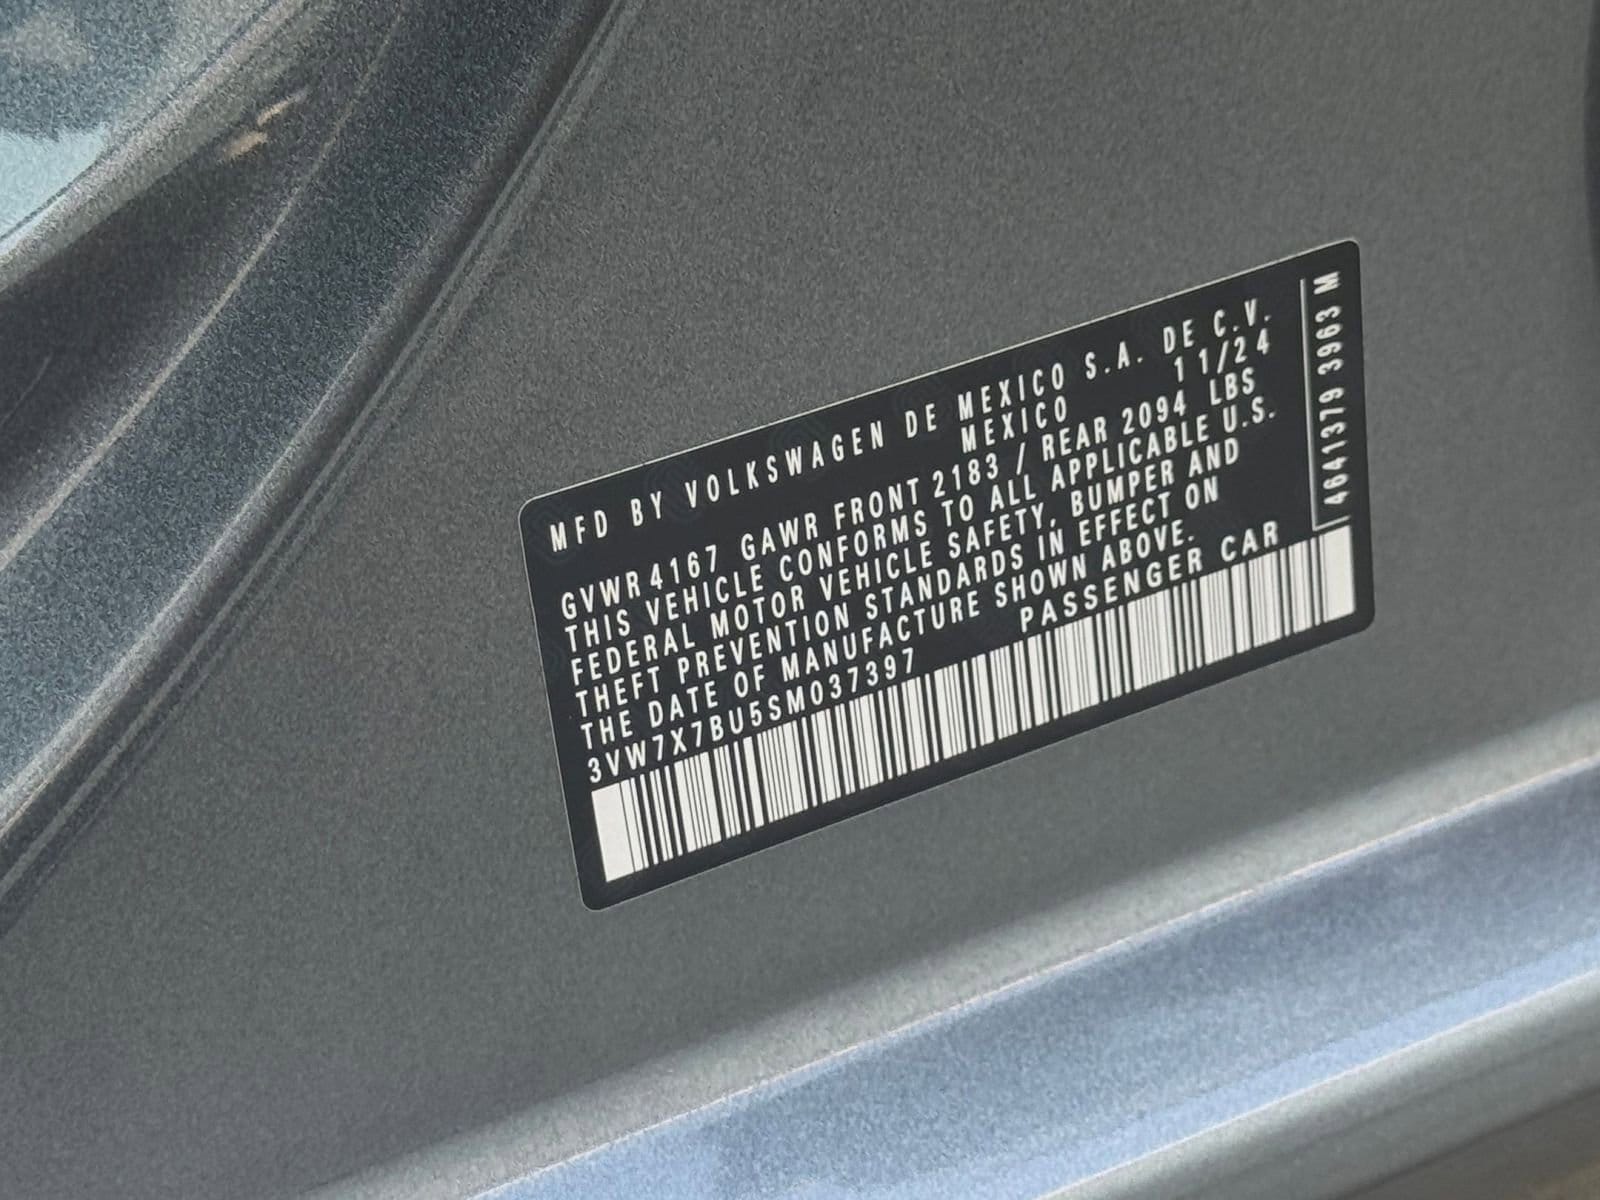 MFD BY VOLKSWAGEN DE MEXICO S.A. DE C.V.
MEXICO 11/24
GVWR 4167 GAWR FRONT 2183 / REAR 2094 LBS
THIS VEHICLE CONFORMS TO ALL APPLICABLE U.S.
FEDERAL MOTOR VEHICLE SAFETY, BUMPER AND
THEFT PREVENTION STANDARDS IN EFFECT ON
THE DATE OF MANUFACTURE SHOWN ABOVE.
3VW7X7BU5SM037397 PASSENGER CAR
4641379 3963 M